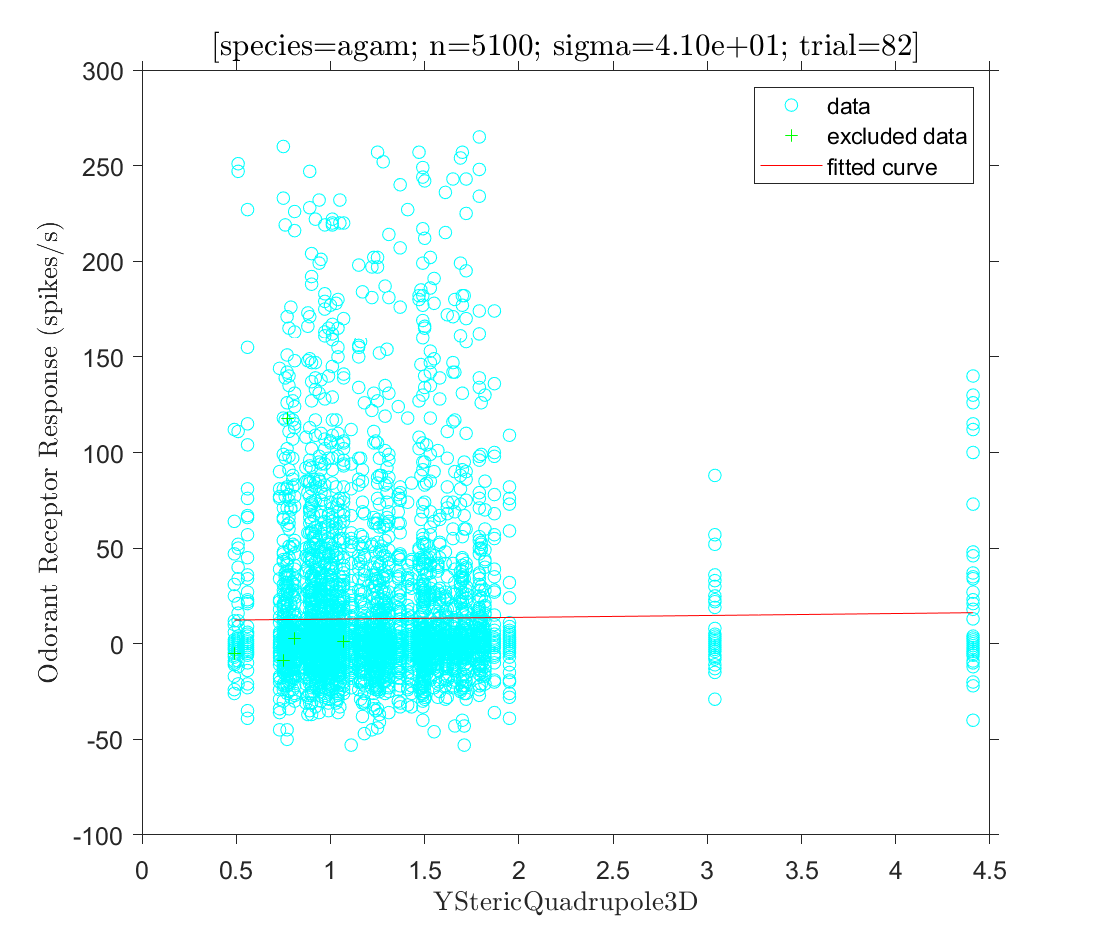 [species=agam; n=5100; sigma=4.10e+01; trial=82]
300
250
200
150
100
50
0
-50
-100
Odorant Receptor Response (spikes/s)
data
excluded data
fitted curve
0 0.5 1 1.5 2 2.5 3 3.5 4 4.5
YStericQuadrupole3D